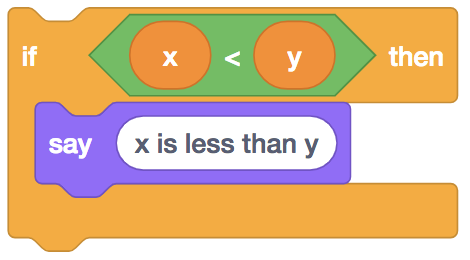 if x < y then
say x is less than y